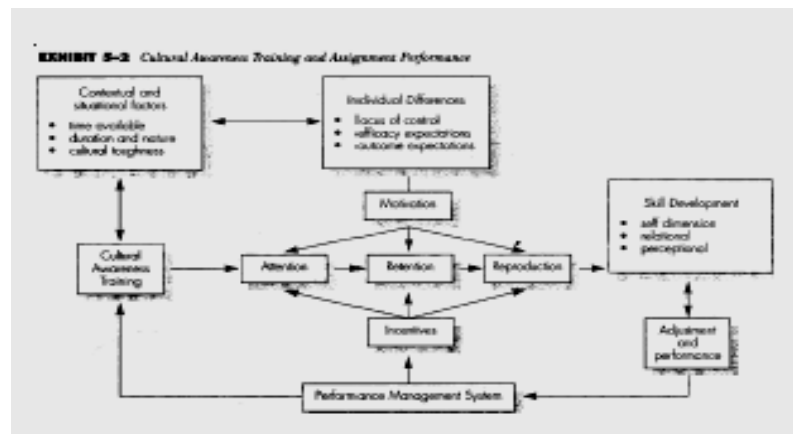 EXHIBIT 5-2 Cultural Awareness Training and Assignment Performance
Contextual and
situational factors
• time available
• duration and nature
• cultural toughness
Individual Differences
• locus of control
• efficacy expectations
• outcome expectations
Motivation
Skill Development
• self dimension
• relational
• perceptional
Cultural
Awareness
Training
Attention
Retention
Reproduction
Incentives
Adjustment
and
performance
Performance Management System